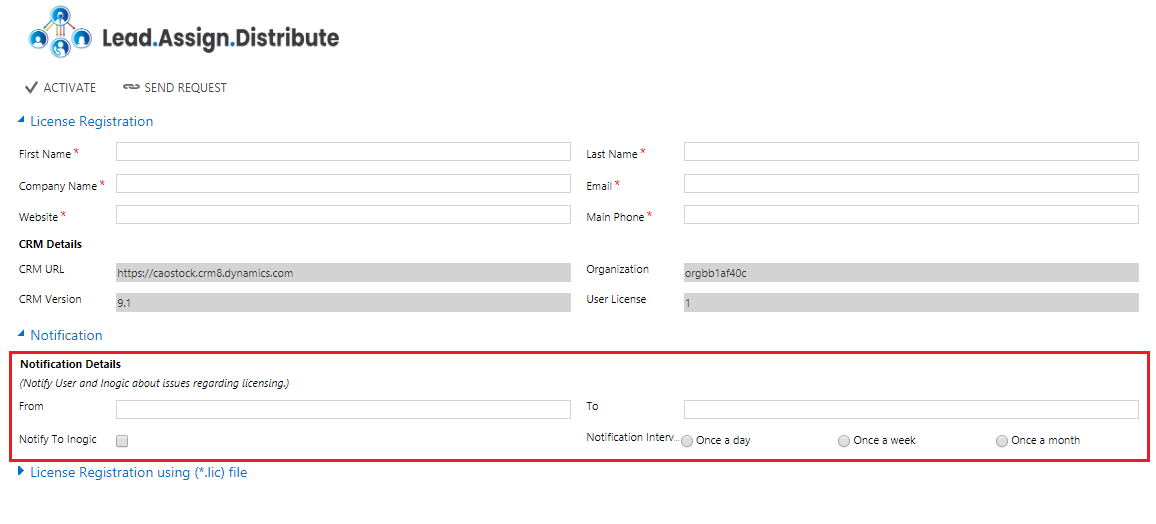 Lead.Assign.Distribute
ACTIVATE SEND REQUEST
License Registration
First Name * Last Name *
Company Name * Email *
Website * Main Phone *
CRM Details
CRM URL https://caostock.crm8.dynamics.com Organization orgbb1af40c
CRM Version 9.1 User License 1
Notification
Notification Details
(Notify User and Inogic about issues regarding licensing.)
From To
Notify To Inogic Notification Interv... Once a day Once a week Once a month
License Registration using (*.lic) file